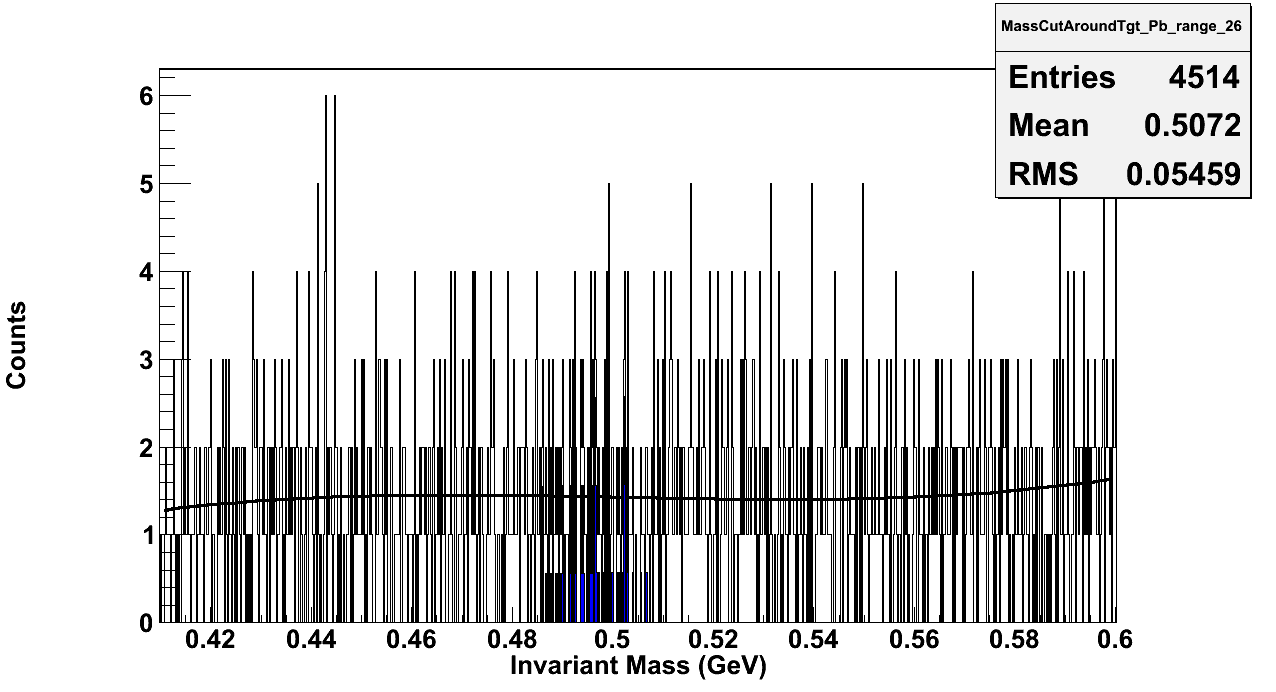 MassCutAroundTgt_Pb_range_26
Entries 4514
Mean 0.5072
RMS 0.05459
Counts
6
5
4
3
2
1
0
0.42 0.44 0.46 0.48 0.5 0.52 0.54 0.56 0.58 0.6
Invariant Mass (GeV)